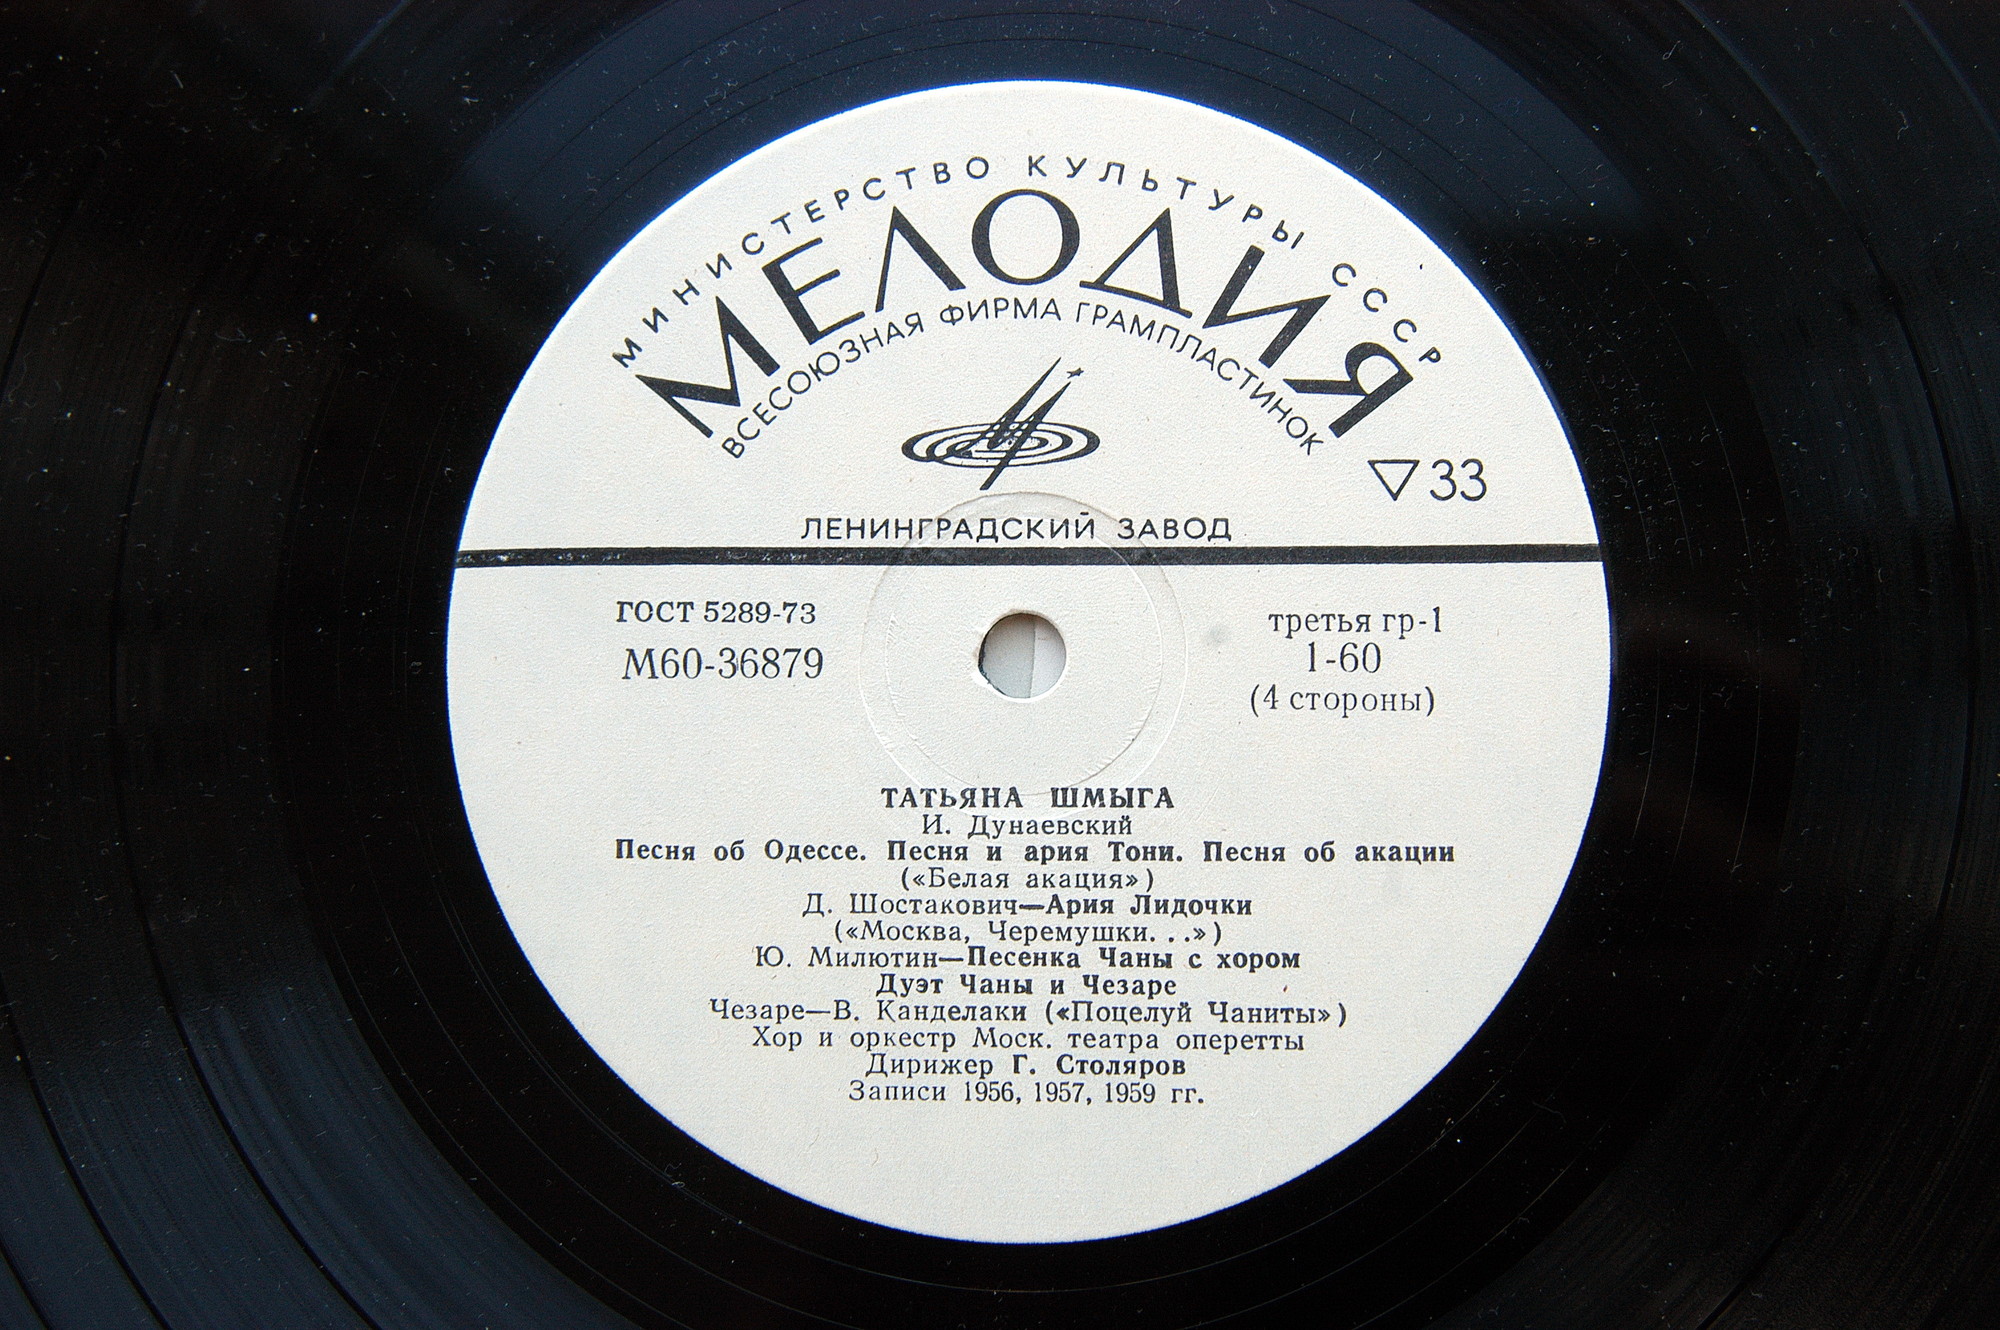 МИНИСТЕРСТВО КУЛЬТУРЫ СССР
МЕЛОДИЯ
ВСЕСОЮЗНАЯ ФИРМА ГРАМПЛАСТИНОК
▽33
ЛЕНИНГРАДСКИЙ ЗАВОД
ГОСТ 5289-73
М60-36879
третья гр-1
1-60
(4 стороны)
ТАТЬЯНА ШМЫГА
И. Дунаевский
Песня об Одессе. Песня и ария Тони. Песня об акации
(«Белая акация»)
Д. Шостакович—Ария Лидочки
(«Москва, Черемушки. . .»)
Ю. Милютин—Песенка Чаны с хором
Дуэт Чаны и Чезаре
Чезаре—В. Канделаки («Поцелуй Чаниты»)
Хор и оркестр Моск. театра оперетты
Дирижер Г. Столяров
Записи 1956, 1957, 1959 гг.